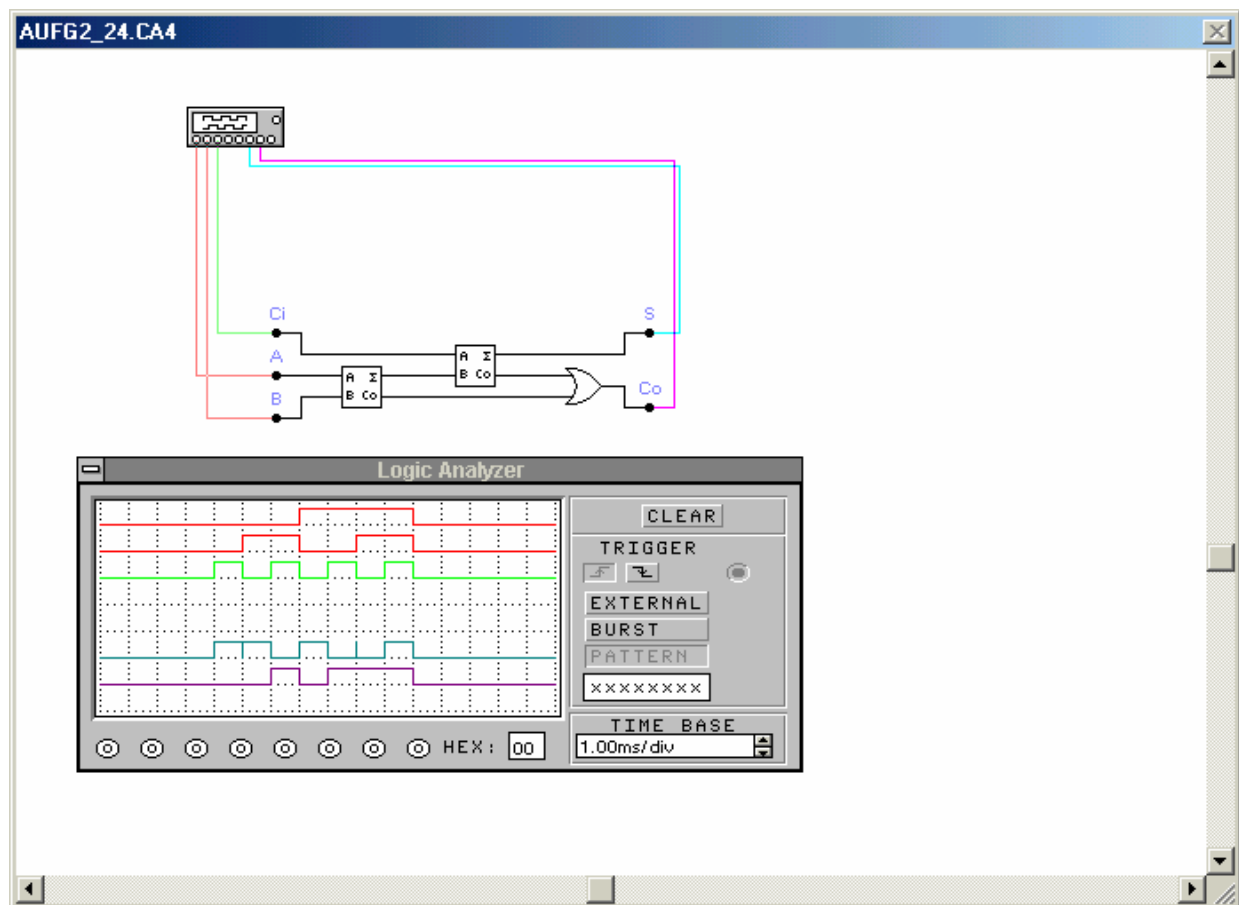 AUFG2_24.CA4
Ci
S
A
A Σ
B Co
Co
A Σ
B
B Co
Logic Analyzer
CLEAR
TRIGGER
EXTERNAL
BURST
PATTERN
xxxxxxxx
TIME BASE
HEX: 00
1.00ms/div